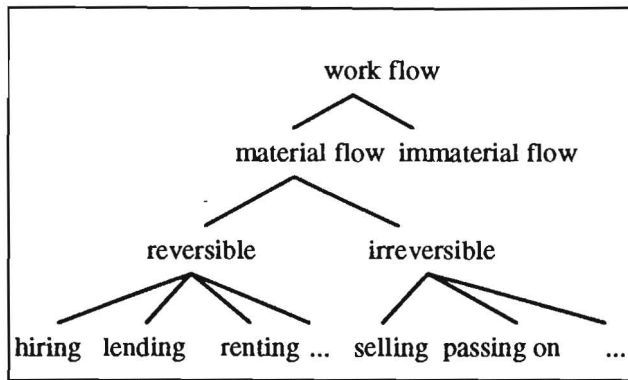 work flow
material flow immaterial flow
reversible irreversible
hiring lending renting ... selling passing on ...